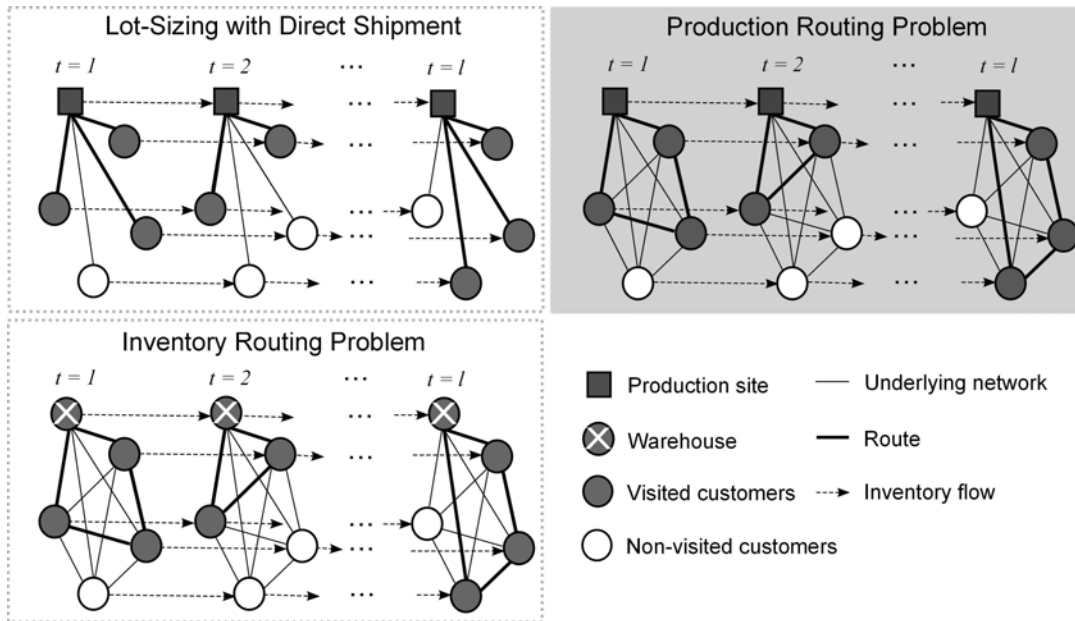 Lot-Sizing with Direct Shipment
t = 1 t = 2 ... t = l
...
...
...
...
Production Routing Problem
t = 1 t = 2 ... t = l
...
...
...
...
Inventory Routing Problem
t = 1 t = 2 ... t = l
...
...
...
...
...
Production site
Underlying network
Warehouse
Route
Visited customers
Inventory flow
Non-visited customers